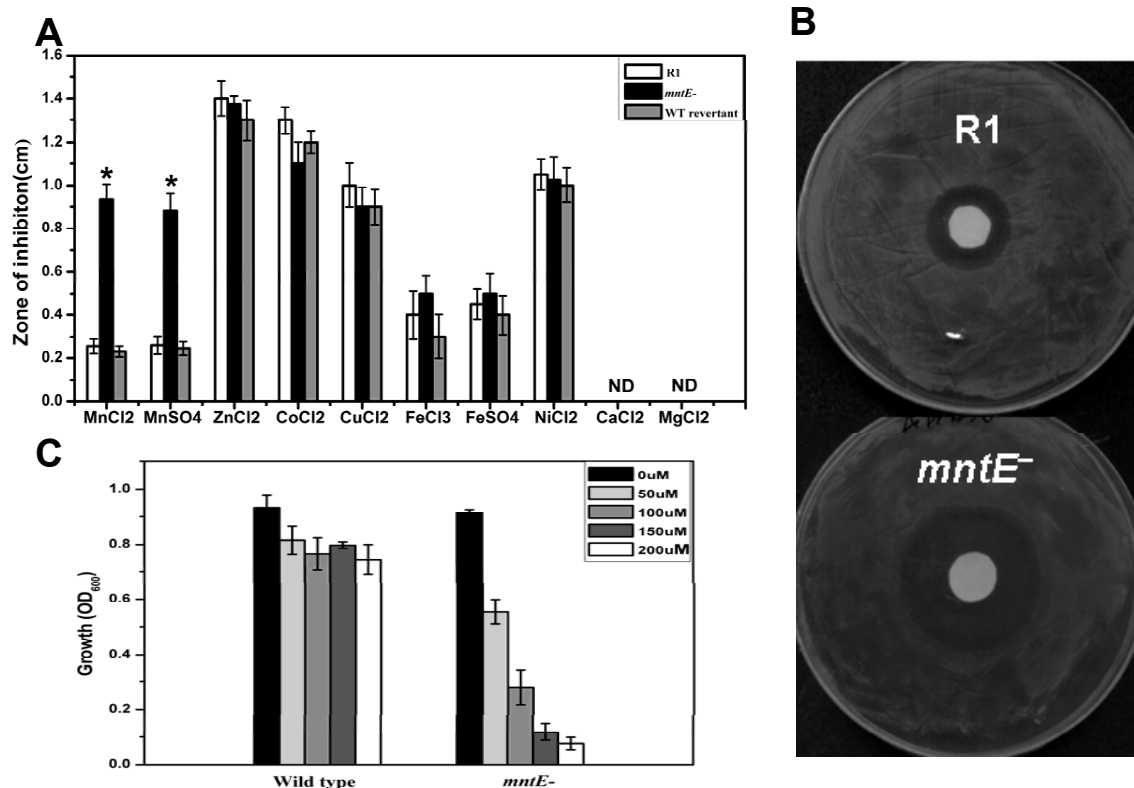 A
B
1.6
1.4
1.2
1.0
0.8
0.6
0.4
0.2
0.0
Zone of inhibiton(cm)
R1
mntE-
WT revertant
*
*
ND
ND
MnCl2 MnSO4 ZnCl2 CoCl2 CuCl2 FeCl3 FeSO4 NiCl2 CaCl2 MgCl2
R1
mntE–
C
1.0
0.8
0.6
0.4
0.2
0.0
Growth (OD600)
0uM
50uM
100uM
150uM
200uM
Wild type
mntE-